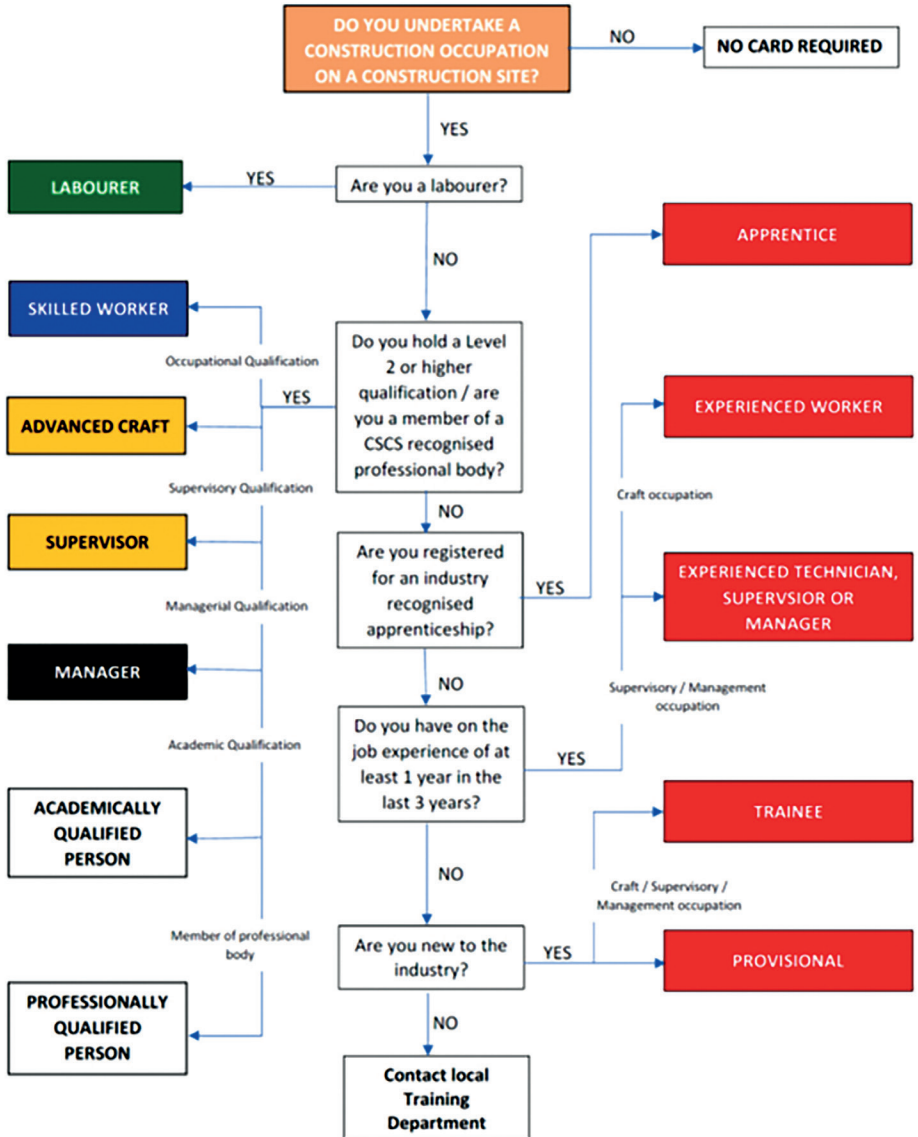 DO YOU UNDERTAKE A
CONSTRUCTION OCCUPATION
ON A CONSTRUCTION SITE?
NO
NO CARD REQUIRED
YES
LABOURER
YES
Are you a labourer?
NO
APPRENTICE
SKILLED WORKER
Occupational Qualification
YES
Do you hold a Level
2 or higher
qualification / are
you a member of a
CSCS recognised
professional body?
EXPERIENCED WORKER
ADVANCED CRAFT
Supervisory Qualification
Craft occupation
NO
SUPERVISOR
Are you registered
for an industry
recognised
apprenticeship?
YES
EXPERIENCED TECHNICIAN,
SUPERVSIOR OR
MANAGER
Managerial Qualification
MANAGER
NO
Supervisory / Management
occupation
Academic Qualification
Do you have on the
job experience of at
least 1 year in the
last 3 years?
YES
ACADEMICALLY
QUALIFIED
PERSON
TRAINEE
NO
Craft / Supervisory /
Management occupation
Member of professional
body
Are you new to the
industry?
YES
PROVISIONAL
PROFESSIONALLY
QUALIFIED
PERSON
NO
Contact local
Training
Department